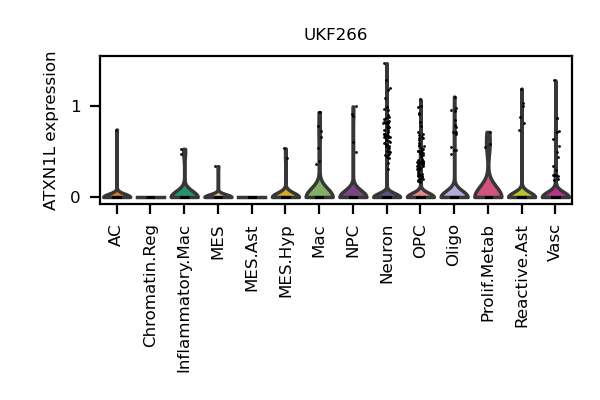 UKF266
ATXN1L expression
1
0
AC
Chromatin.Reg
Inflammatory.Mac
MES
MES.Ast
MES.Hyp
Mac
NPC
Neuron
OPC
Oligo
Prolif.Metab
Reactive.Ast
Vasc